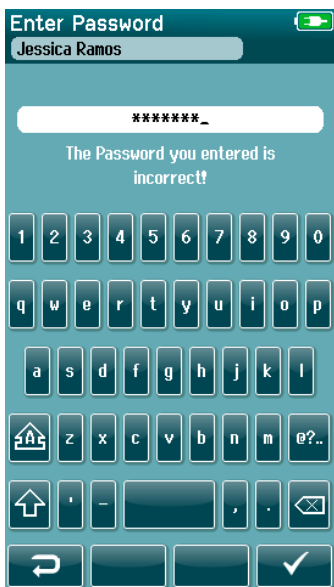 Enter Password
Jessica Ramos
*******_
The Password you entered is
incorrect!
1 2 3 4 5 6 7 8 9 0
q w e r t y u i o p
a s d f g h j k l
A z x c v b n m @?..
' - , .